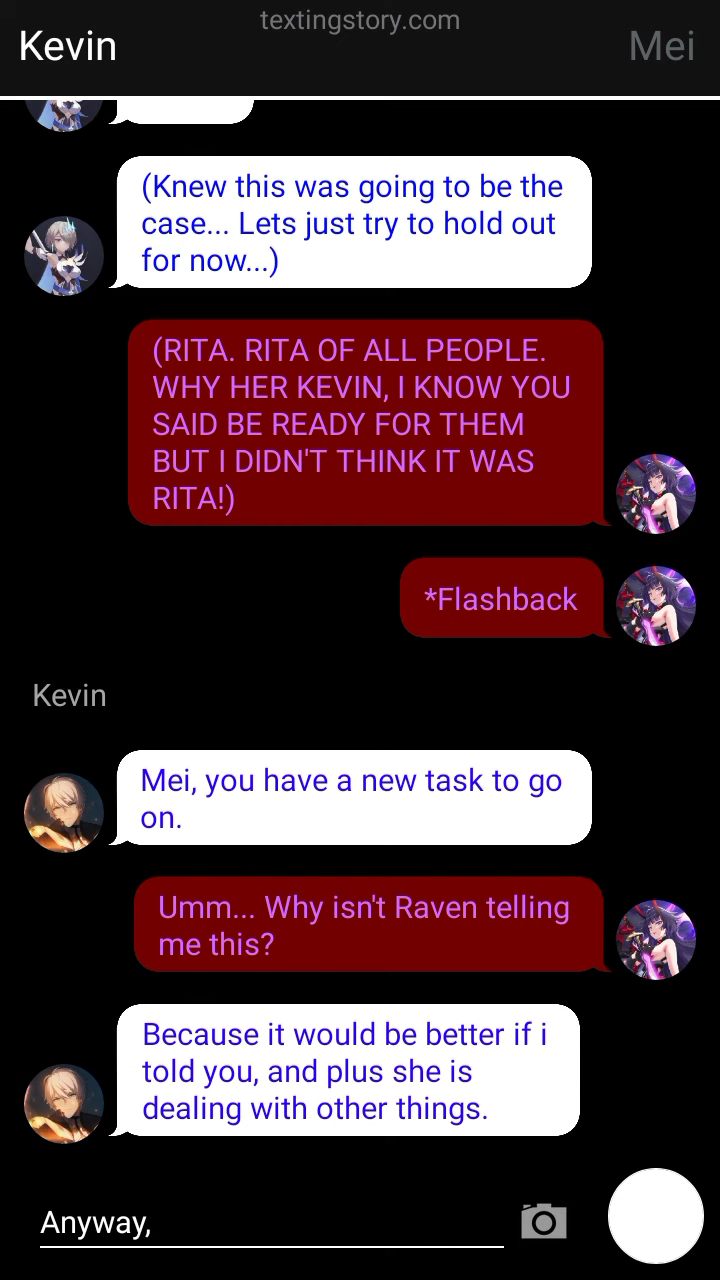 textingstory.com
Kevin
Mei
(Knew this was going to be the
case... Lets just try to hold out
for now...)
(RITA. RITA OF ALL PEOPLE.
WHY HER KEVIN, I KNOW YOU
SAID BE READY FOR THEM
BUT I DIDN'T THINK IT WAS
RITA!)
*Flashback
Kevin
Mei, you have a new task to go
on.
Umm... Why isn't Raven telling
me this?
Because it would be better if i
told you, and plus she is
dealing with other things.
Anyway,